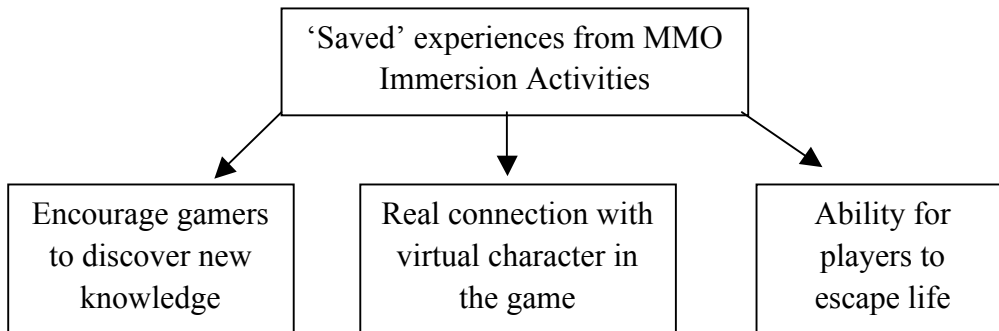 ‘Saved’ experiences from MMO
Immersion Activities
Encourage gamers
to discover new
knowledge
Real connection with
virtual character in
the game
Ability for
players to
escape life